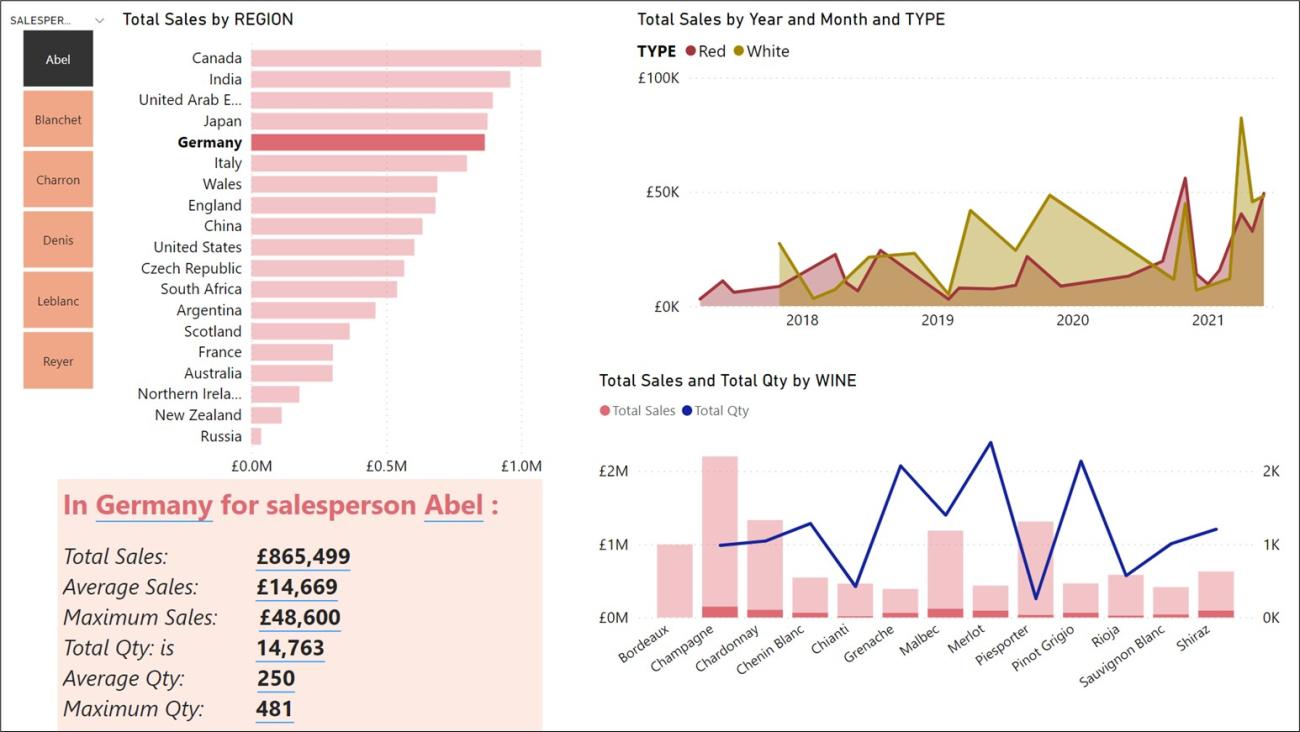 SALESPER...
Abel
Blanchet
Charron
Denis
Leblanc
Reyer
Total Sales by REGION
Canada
India
United Arab E...
Japan
Germany
Italy
Wales
England
China
United States
Czech Republic
South Africa
Argentina
Scotland
France
Australia
Northern Irela...
New Zealand
Russia
£0.0M £0.5M £1.0M
In Germany for salesperson Abel :
Total Sales: £865,499
Average Sales: £14,669
Maximum Sales: £48,600
Total Qty: is 14,763
Average Qty: 250
Maximum Qty: 481
Total Sales by Year and Month and TYPE
TYPE Red White
£100K
£50K
£0K
2018 2019 2020 2021
Total Sales and Total Qty by WINE
Total Sales Total Qty
£2M 2K
£1M 1K
£0M 0K
Bordeaux
Champagne
Chardonnay
Chenin Blanc
Chianti
Grenache
Malbec
Merlot
Piesporter
Pinot Grigio
Rioja
Sauvignon Blanc
Shiraz